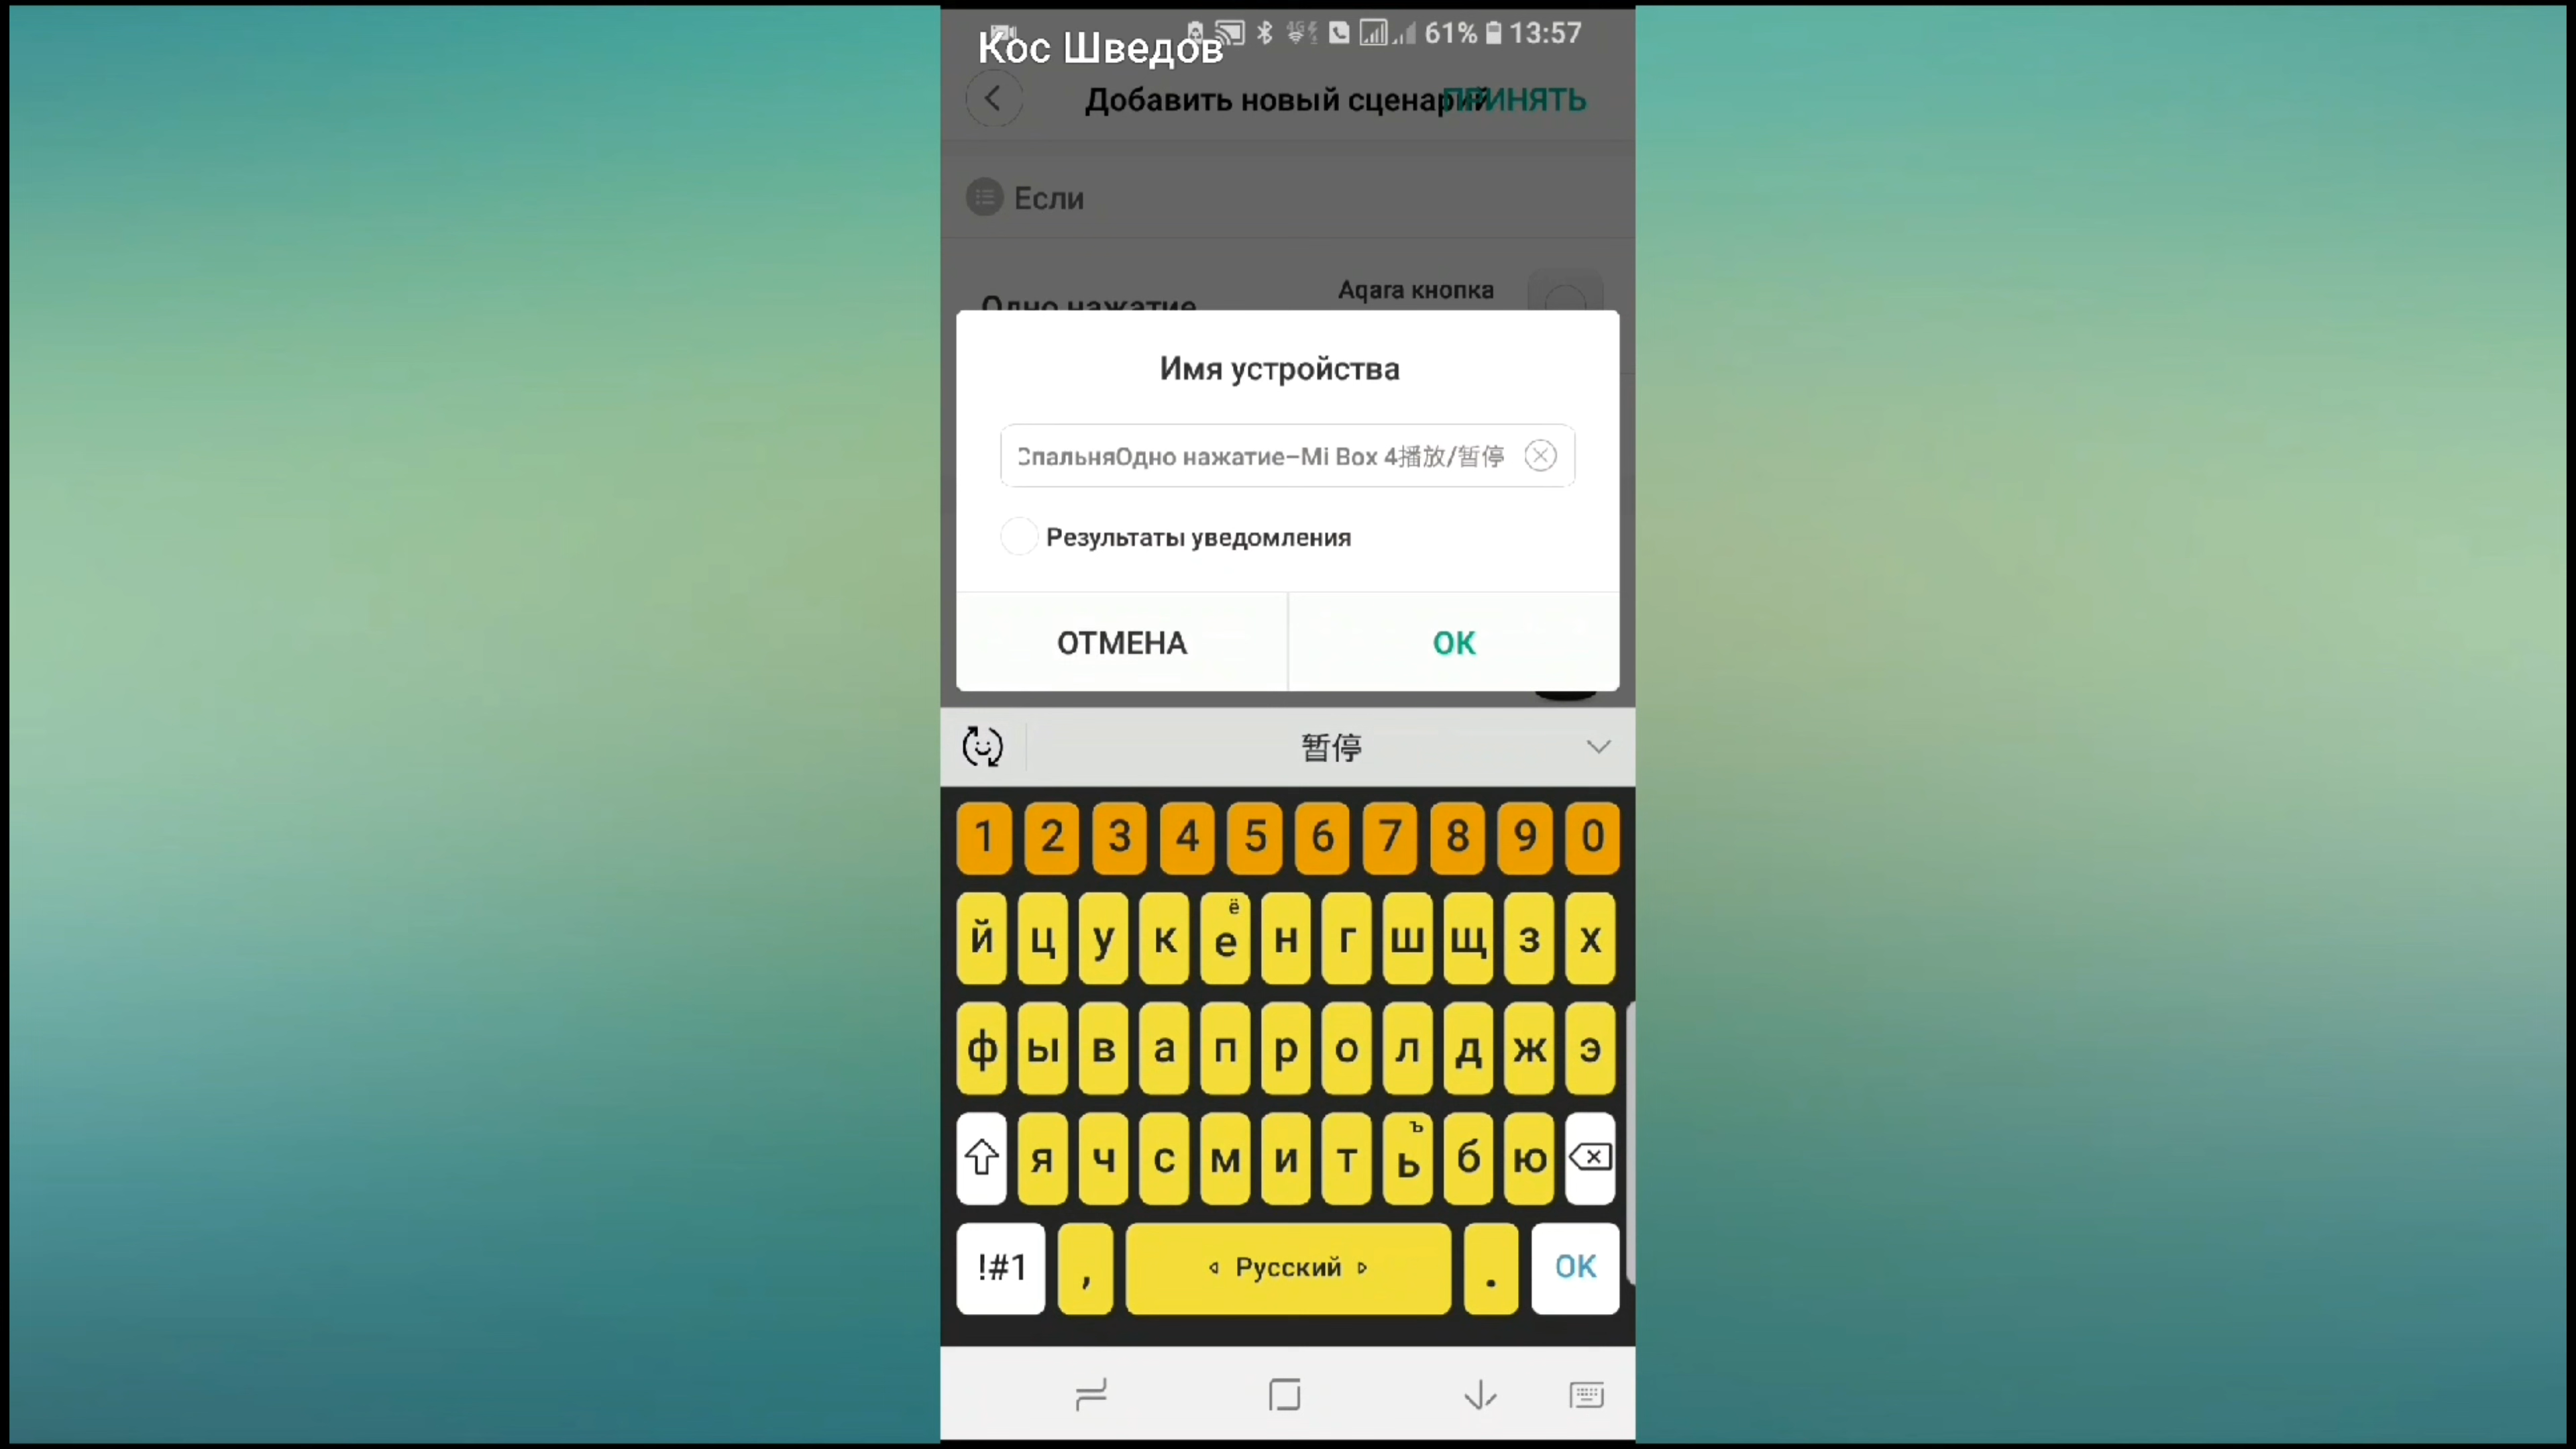 61% 13:57
Кос Шведов
Добавить новый сценарий ПРИНЯТЬ
Если
Aqara кнопка
Одно нажатие
Имя устройства
СпальняОдно нажатие–Mi Box 4播放/暂停
Результаты уведомления
ОТМЕНА OK
暂停
1 2 3 4 5 6 7 8 9 0
ё
й ц у к е н г ш щ з х
ф ы в а п р о л д ж э
ъ
я ч с м и т ь б ю
!#1 , Русский . OK